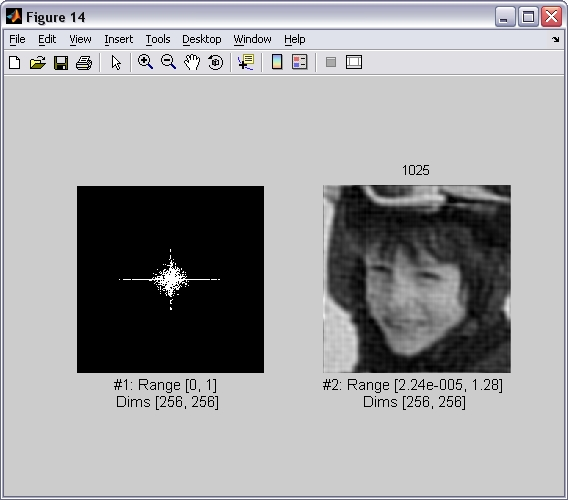 Figure 14
File Edit View Insert Tools Desktop Window Help
1025
#1: Range [0, 1]
Dims [256, 256]
#2: Range [2.24e-005, 1.28]
Dims [256, 256]